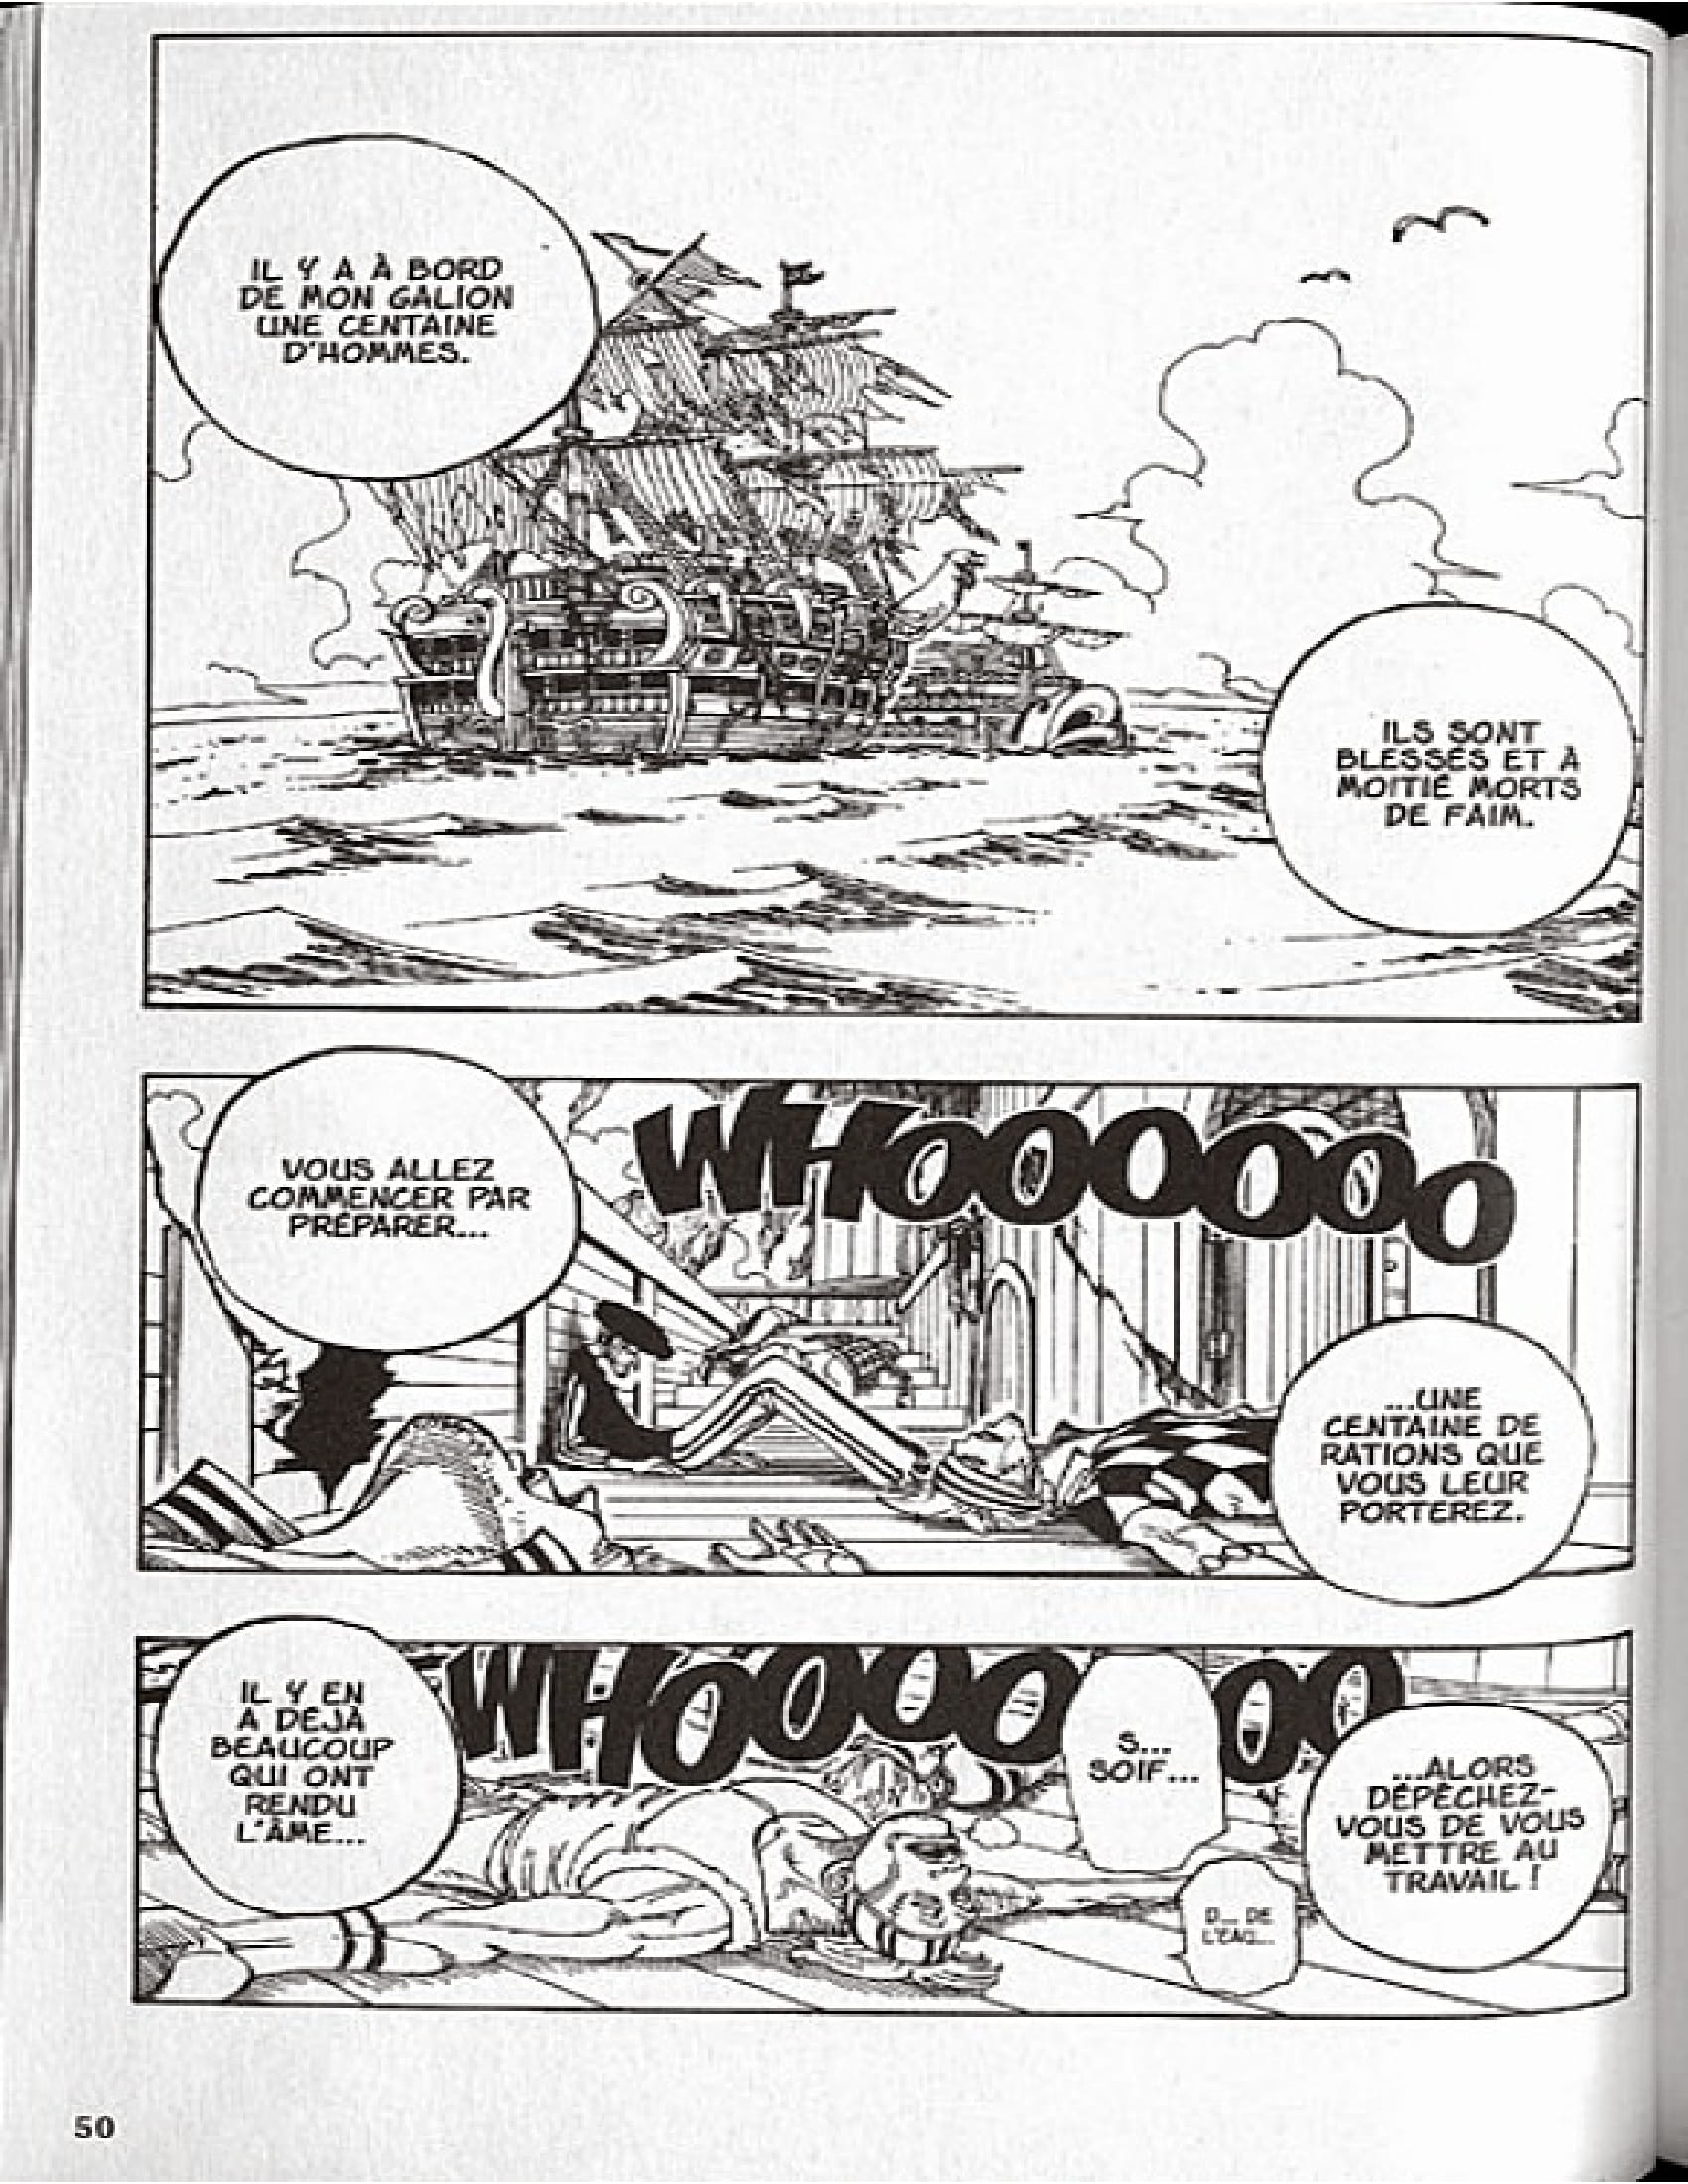 IL Y A À BORD
DE MON GALION
UNE CENTAINE
D'HOMMES.
ILS SONT
BLESSÉS ET À
MOITIÉ MORTS
DE FAIM.
VOUS ALLEZ
COMMENCER PAR
PRÉPARER...
WHOOOOOO
...UNE
CENTAINE DE
RATIONS QUE
VOUS LEUR
PORTEREZ.
IL Y EN
A DÉJÀ
BEAUCOUP
QUI ONT
RENDU
L'ÂME...
WHOOOO OO
S...
SOIF...
D... DE
L'EAU...
...ALORS
DÉPÊCHEZ-
VOUS DE VOUS
METTRE AU
TRAVAIL !
50